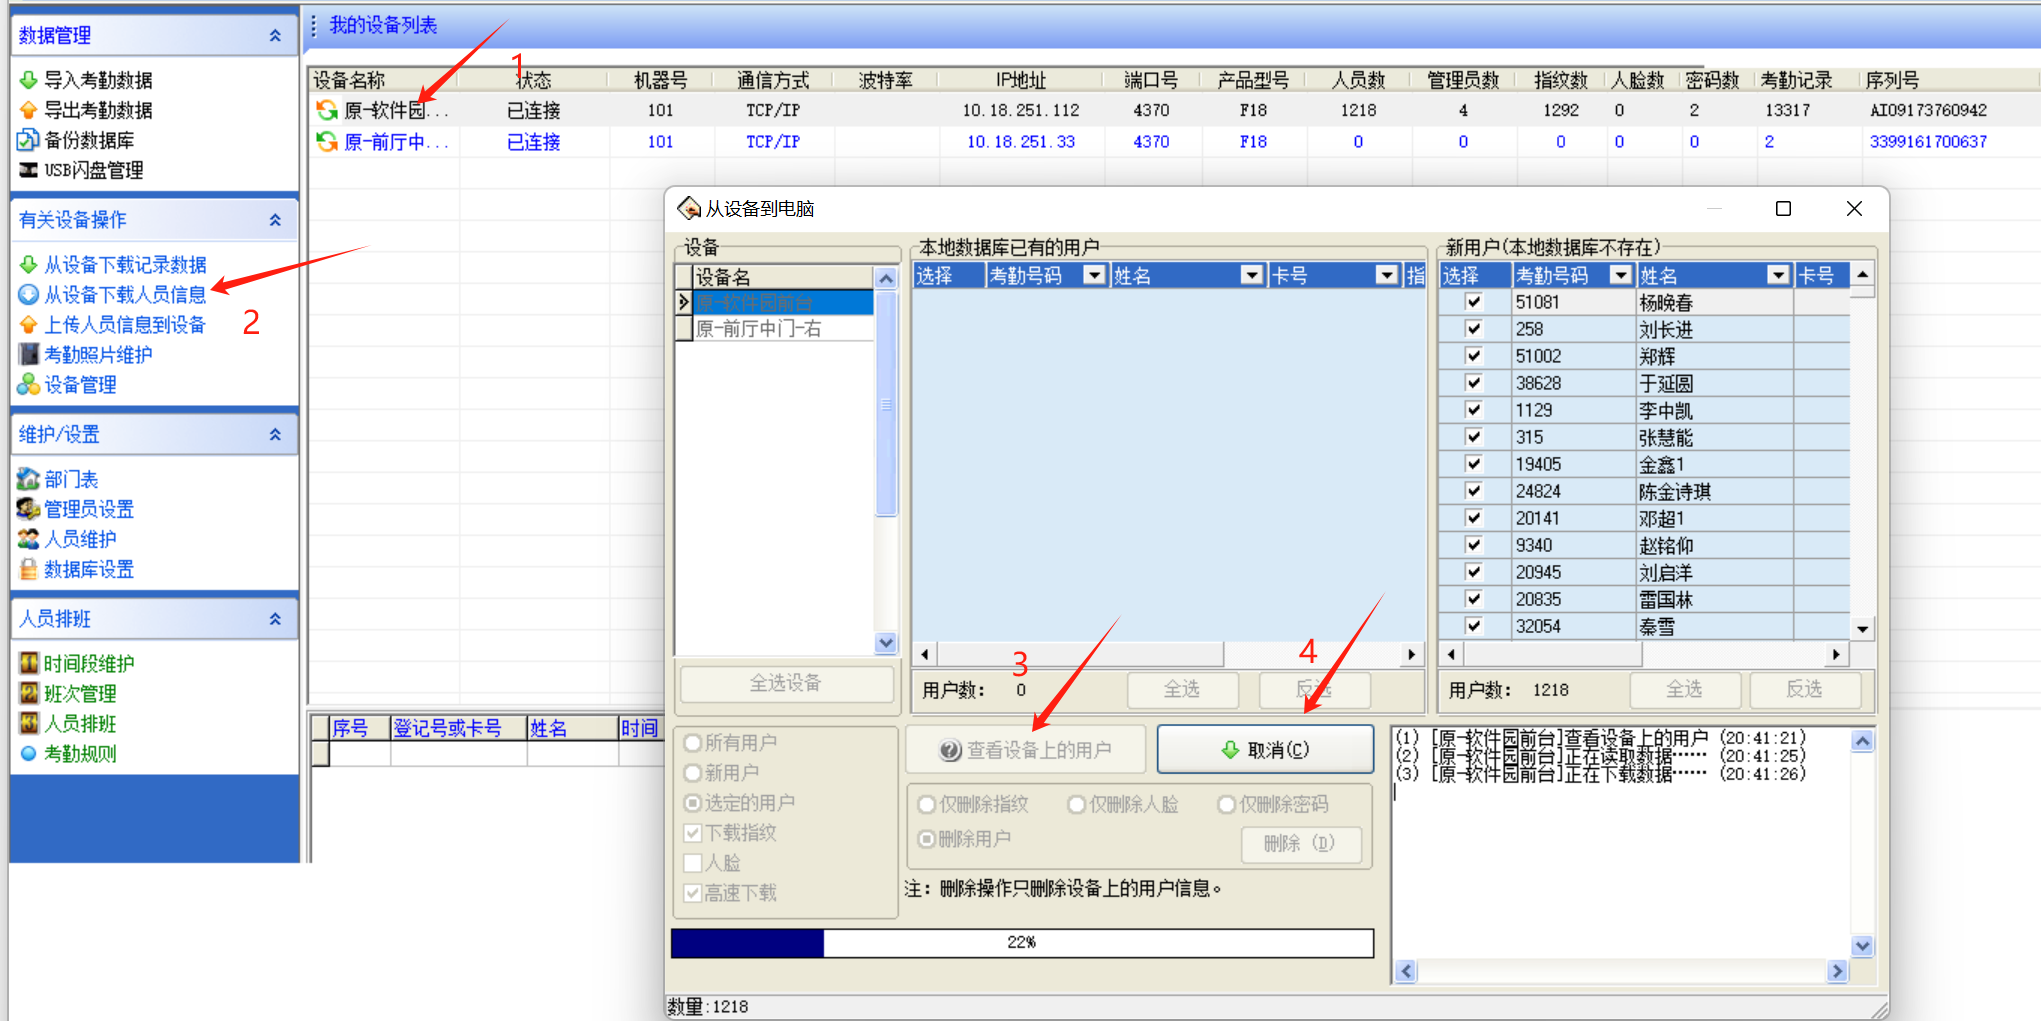 数据管理
导入考勤数据
导出考勤数据
备份数据库
USB闪盘管理
有关设备操作
从设备下载记录数据
从设备下载人员信息
上传人员信息到设备
考勤照片维护
设备管理
2
维护/设置
部门表
管理员设置
人员维护
数据库设置
人员排班
时间段维护
班次管理
人员排班
考勤规则
我的设备列表
1
设备名称 状态 机器号 通信方式 波特率 IP地址 端口号 产品型号 人员数 管理员数 指纹数 人脸数 密码数 考勤记录 序列号
原-软件园... 已连接 101 TCP/IP 10.18.251.112 4370 F18 1218 4 1292 0 2 13317 AIO9173760942
原-前厅中... 已连接 101 TCP/IP 10.18.251.33 4370 F18 0 0 0 0 0 2 3399161700637
序号 登记号或卡号 姓名 时间
从设备到电脑
设备
设备名
原-软件园前台
原-前厅中门-右
全选设备
本地数据库已有的用户
选择 考勤号码 姓名 卡号 指
用户数: 0
全选 反选
3
4
新用户(本地数据库不存在)
选择 考勤号码 姓名 卡号
51081 杨晚春
258 刘长进
51002 郑辉
38628 于延圆
1129 李中凯
315 张慧能
19405 金鑫1
24824 陈金诗琪
20141 邓超1
9340 赵铭仰
20945 刘启洋
20835 雷国林
32054 秦雪
用户数: 1218
全选 反选
所有用户
新用户
选定的用户
下载指纹
人脸
高速下载
查看设备上的用户
取消(C)
仅删除指纹 仅删除人脸 仅删除密码
删除用户
删除 (D)
注: 删除操作只删除设备上的用户信息。
22%
(1) [原-软件园前台]查看设备上的用户 (20:41:21)
(2) [原-软件园前台]正在读取数据…… (20:41:25)
(3) [原-软件园前台]正在下载数据…… (20:41:26)
数量:1218